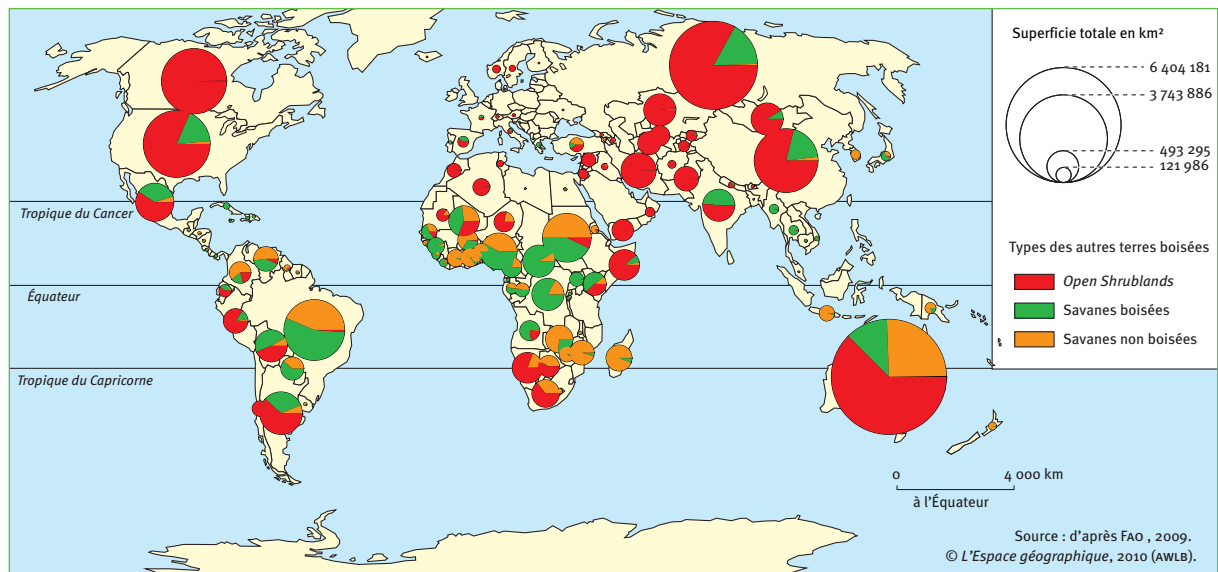 Superficie totale en km²
6 404 181
3 743 886
493 295
121 986
Tropique du Cancer
Types des autres terres boisées
Open Shrublands
Équateur
Savanes boisées
Savanes non boisées
Tropique du Capricorne
0 4 000 km
à l'Équateur
Source : d'après FAO , 2009.
© L'Espace géographique, 2010 (AWLB).